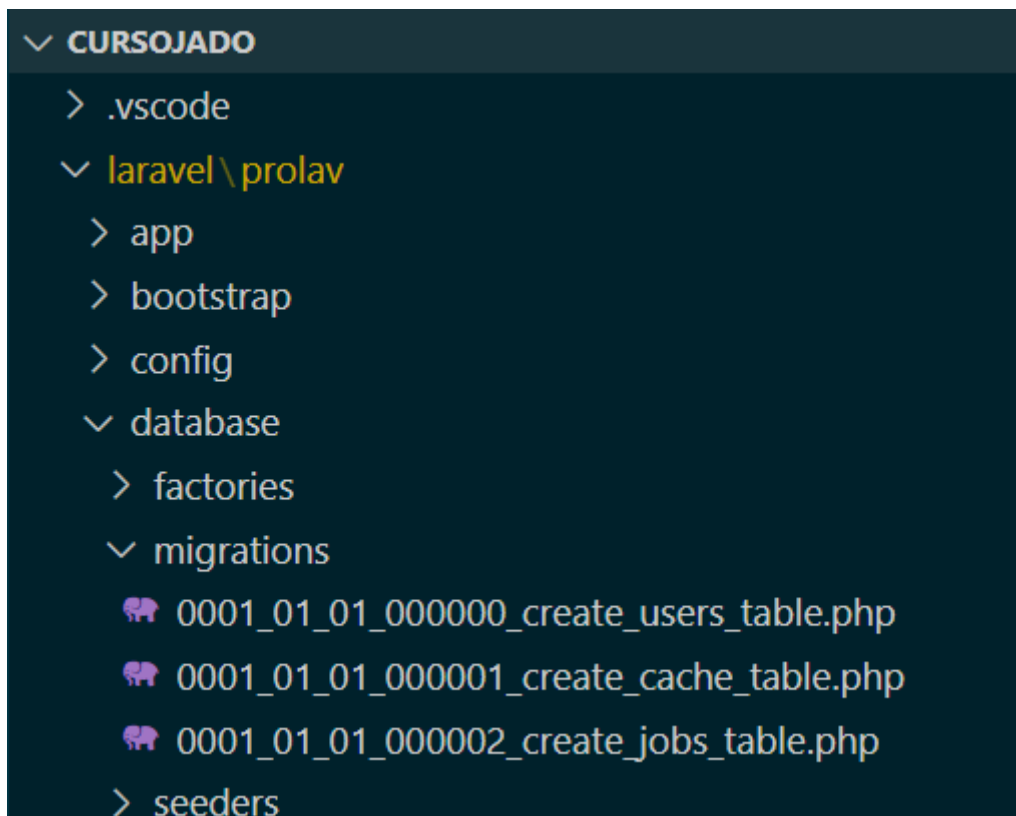 CURSOJADO
.vscode
laravel\prolav
app
bootstrap
config
database
factories
migrations
0001_01_01_000000_create_users_table.php
0001_01_01_000001_create_cache_table.php
0001_01_01_000002_create_jobs_table.php
seeders